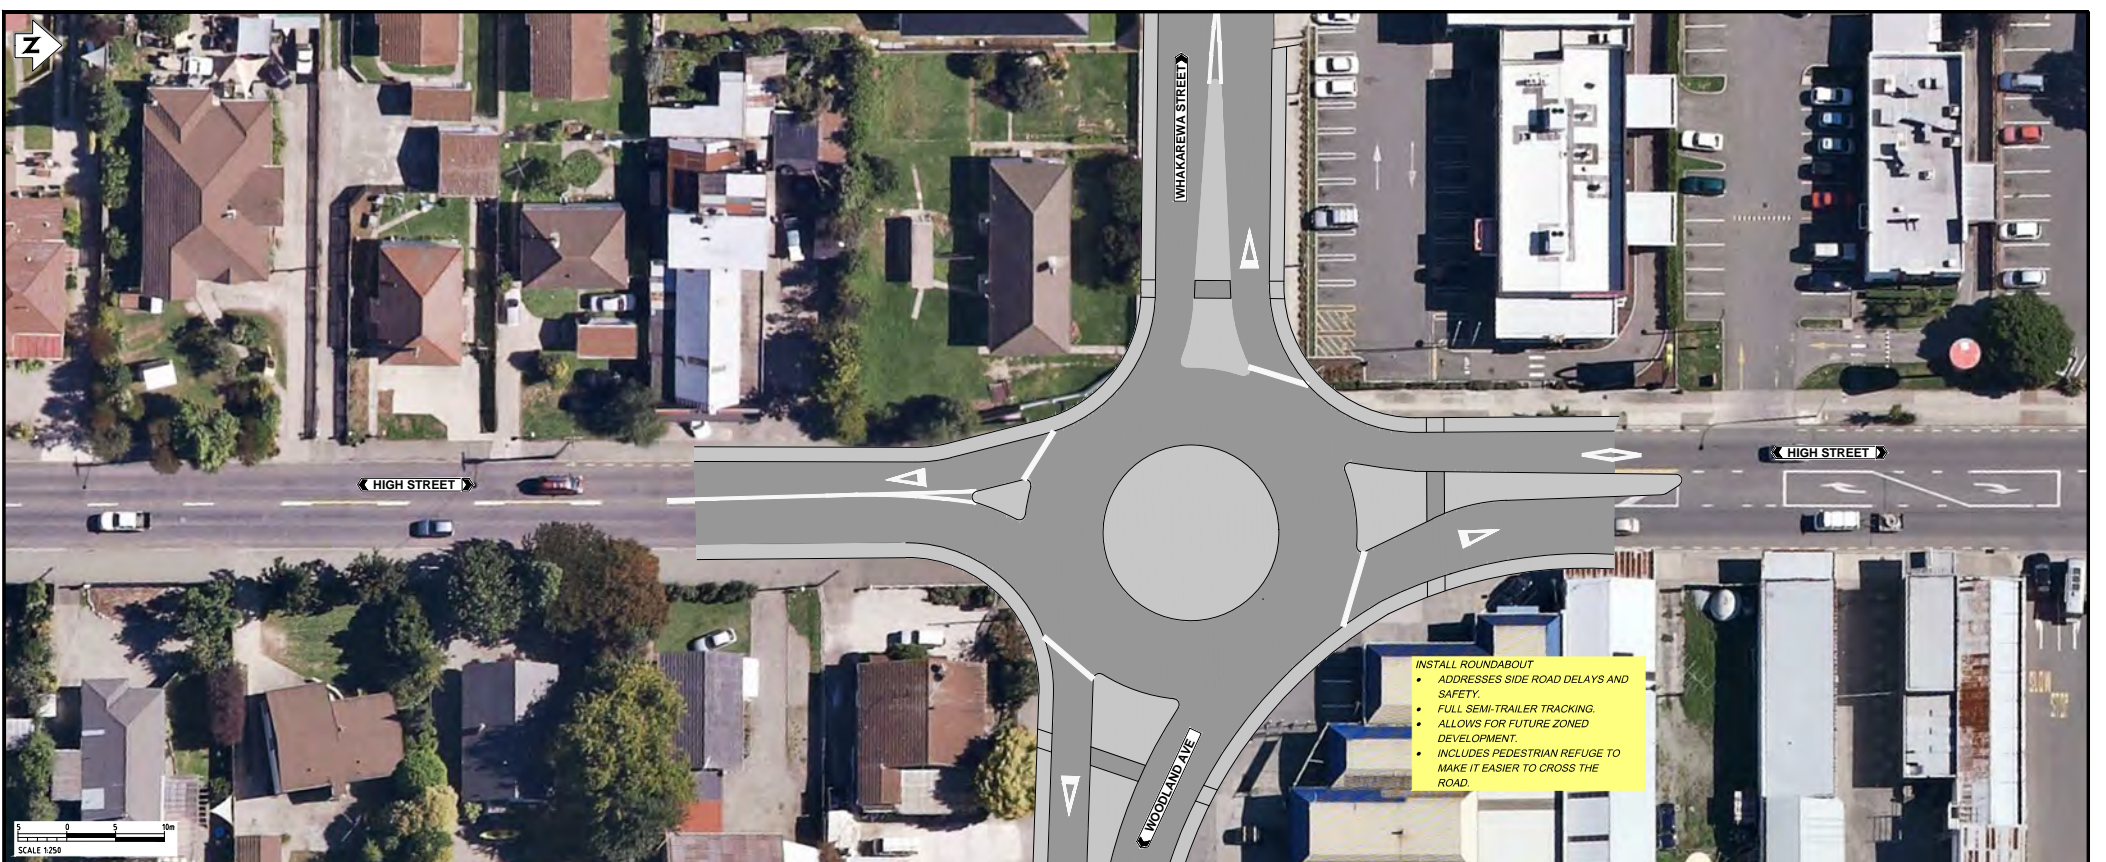 Z
WHAKAREWA STREET
HIGH STREET
HIGH STREET
INSTALL ROUNDABOUT
• ADDRESSES SIDE ROAD DELAYS AND
SAFETY.
• FULL SEMI-TRAILER TRACKING.
• ALLOWS FOR FUTURE ZONED
DEVELOPMENT.
• INCLUDES PEDESTRIAN REFUGE TO
MAKE IT EASIER TO CROSS THE
ROAD.
WOODLAND AVE
SLOW
STOP
5 0 5 10m
SCALE 1:250